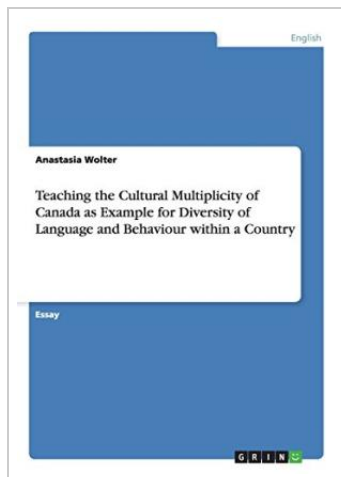 English
Anastasia Wolter
Teaching the Cultural Multiplicity of
Canada as Example for Diversity of
Language and Behaviour within a Country
Essay
GRIN